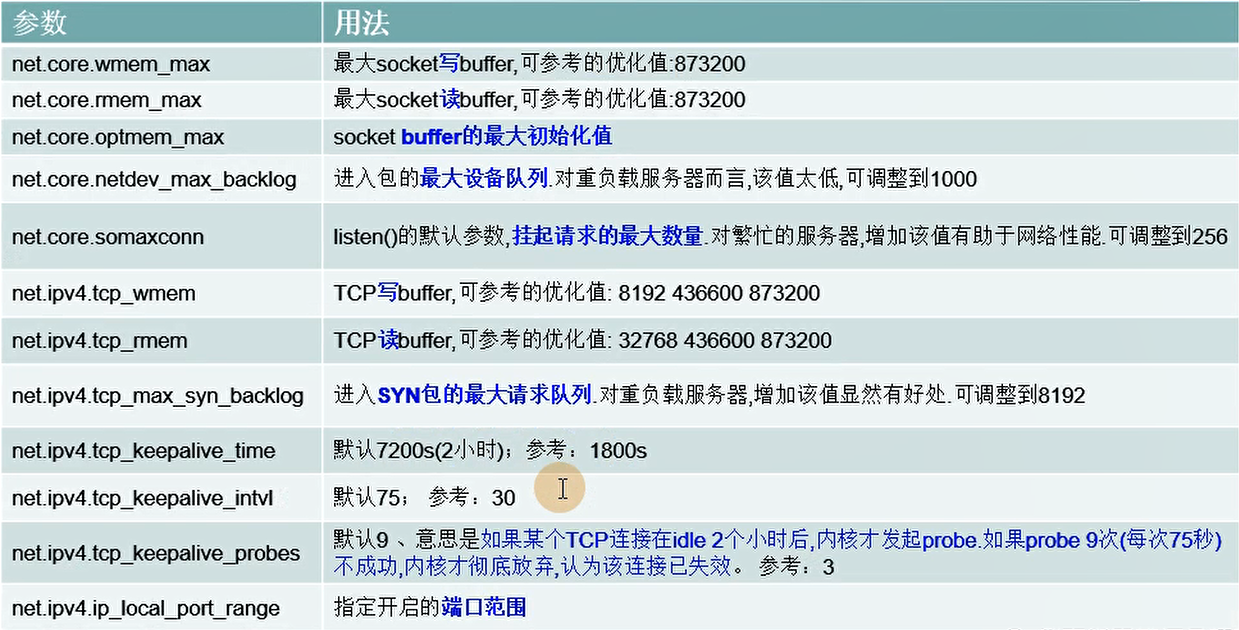 参数 用法
net.core.wmem_max 最大socket写buffer,可参考的优化值:873200
net.core.rmem_max 最大socket读buffer,可参考的优化值:873200
net.core.optmem_max socket buffer的最大初始化值
net.core.netdev_max_backlog 进入包的最大设备队列.对重负载服务器而言,该值太低,可调整到1000
net.core.somaxconn listen()的默认参数,挂起请求的最大数量.对繁忙的服务器,增加该值有助于网络性能.可调整到256
net.ipv4.tcp_wmem TCP写buffer,可参考的优化值: 8192 436600 873200
net.ipv4.tcp_rmem TCP读buffer,可参考的优化值: 32768 436600 873200
net.ipv4.tcp_max_syn_backlog 进入SYN包的最大请求队列.对重负载服务器,增加该值显然有好处.可调整到8192
net.ipv4.tcp_keepalive_time 默认7200s(2小时)；参考：1800s
net.ipv4.tcp_keepalive_intvl 默认75； 参考：30
net.ipv4.tcp_keepalive_probes 默认9 、意思是如果某个TCP连接在idle 2个小时后,内核才发起probe.如果probe 9次(每次75秒)
不成功,内核才彻底放弃,认为该连接已失效。 参考：3
net.ipv4.ip_local_port_range 指定开启的端口范围